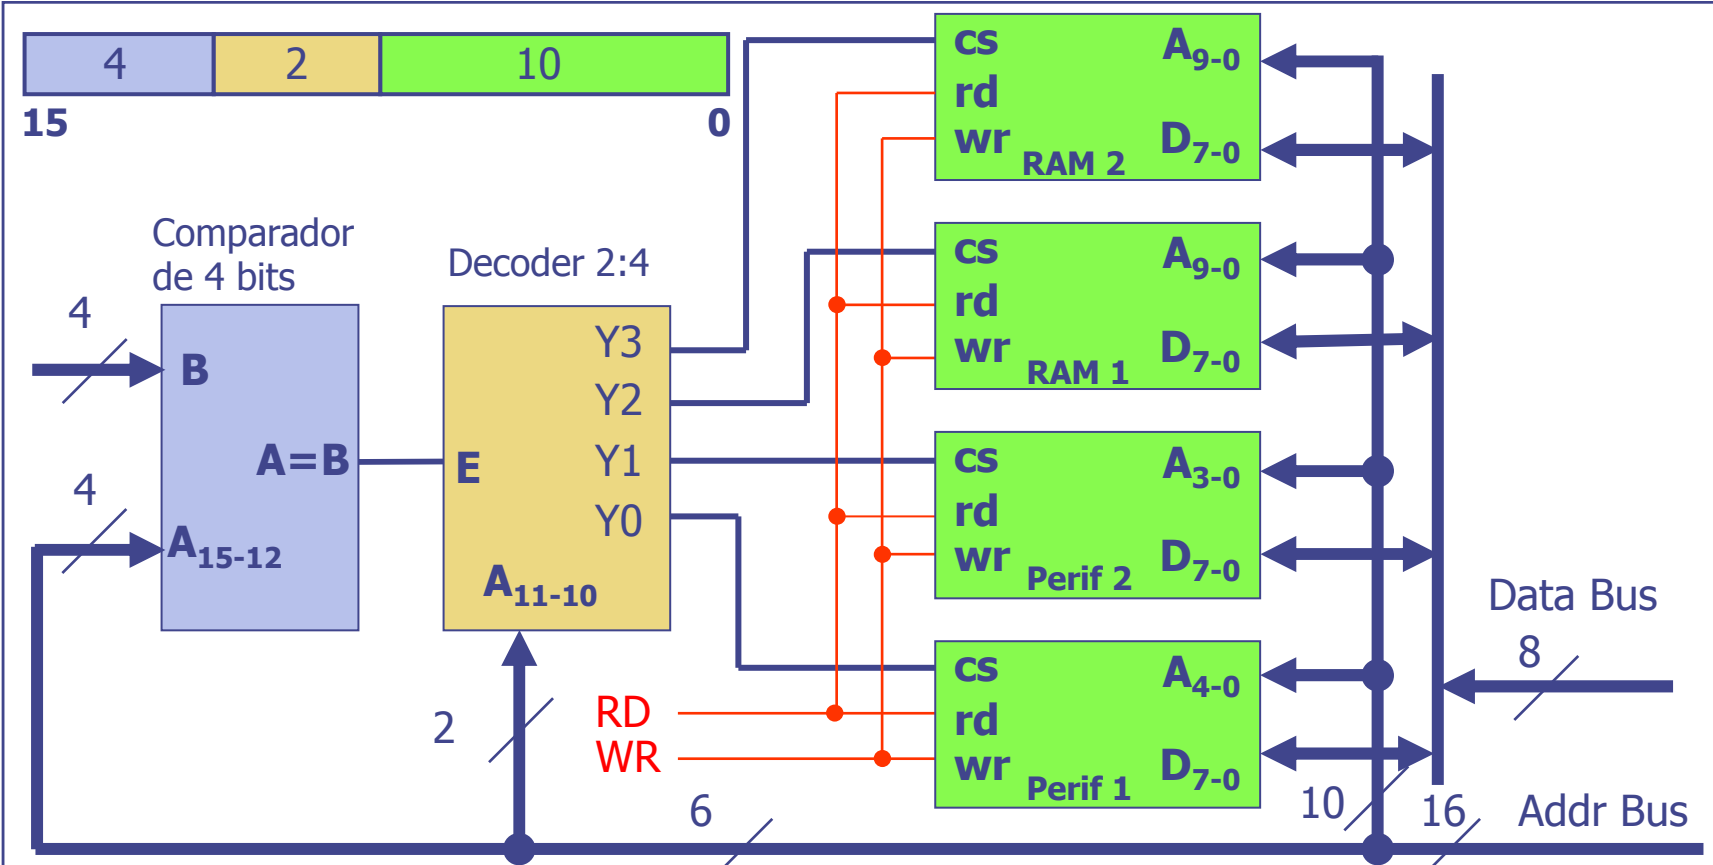 4 2 10
15 0
Comparador
de 4 bits
4
B
A=B
4
A15-12
Decoder 2:4
Y3
Y2
Y1
Y0
E
A11-10
2
RD
WR
6
cs A9-0
rd
wr RAM 2 D7-0
cs A9-0
rd
wr RAM 1 D7-0
cs A3-0
rd
wr Perif 2 D7-0
cs A4-0
rd
wr Perif 1 D7-0
Data Bus
8
10
16
Addr Bus